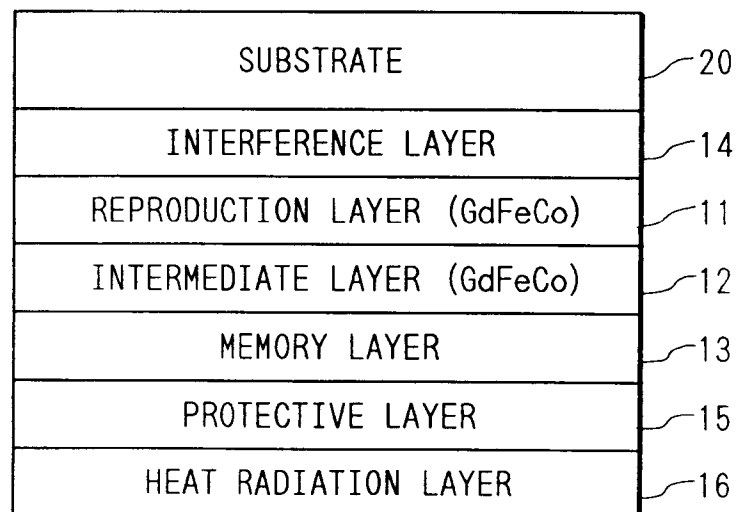 SUBSTRATE 20
INTERFERENCE LAYER 14
REPRODUCTION LAYER (GdFeCo) 11
INTERMEDIATE LAYER (GdFeCo) 12
MEMORY LAYER 13
PROTECTIVE LAYER 15
HEAT RADIATION LAYER 16